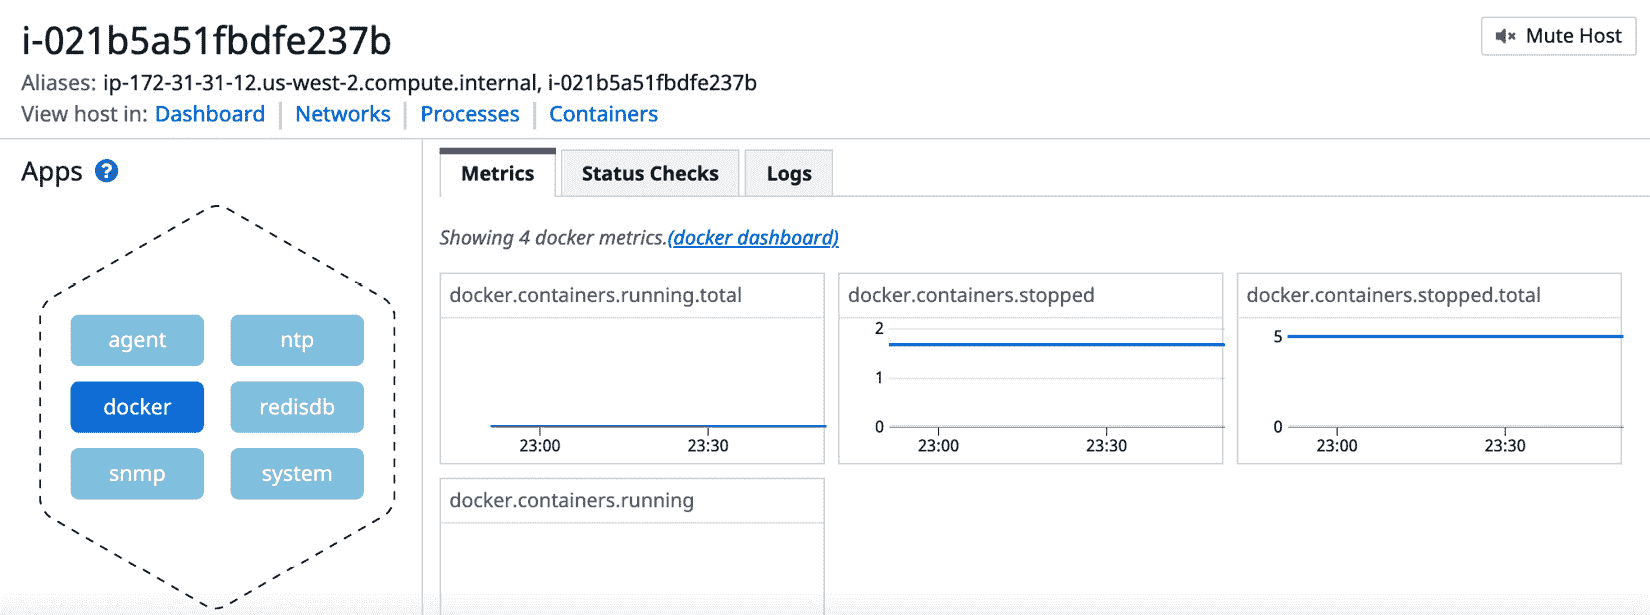 i-021b5a51fbdfe237b
Mute Host
Aliases: ip-172-31-31-12.us-west-2.compute.internal, i-021b5a51fbdfe237b
View host in: Dashboard | Networks | Processes | Containers
Apps ?
agent ntp
docker redisdb
snmp system
Metrics Status Checks Logs
Showing 4 docker metrics.(docker dashboard)
docker.containers.running.total
23:00 23:30
docker.containers.stopped
2
1
0
23:00 23:30
docker.containers.stopped.total
5
0
23:00 23:30
docker.containers.running